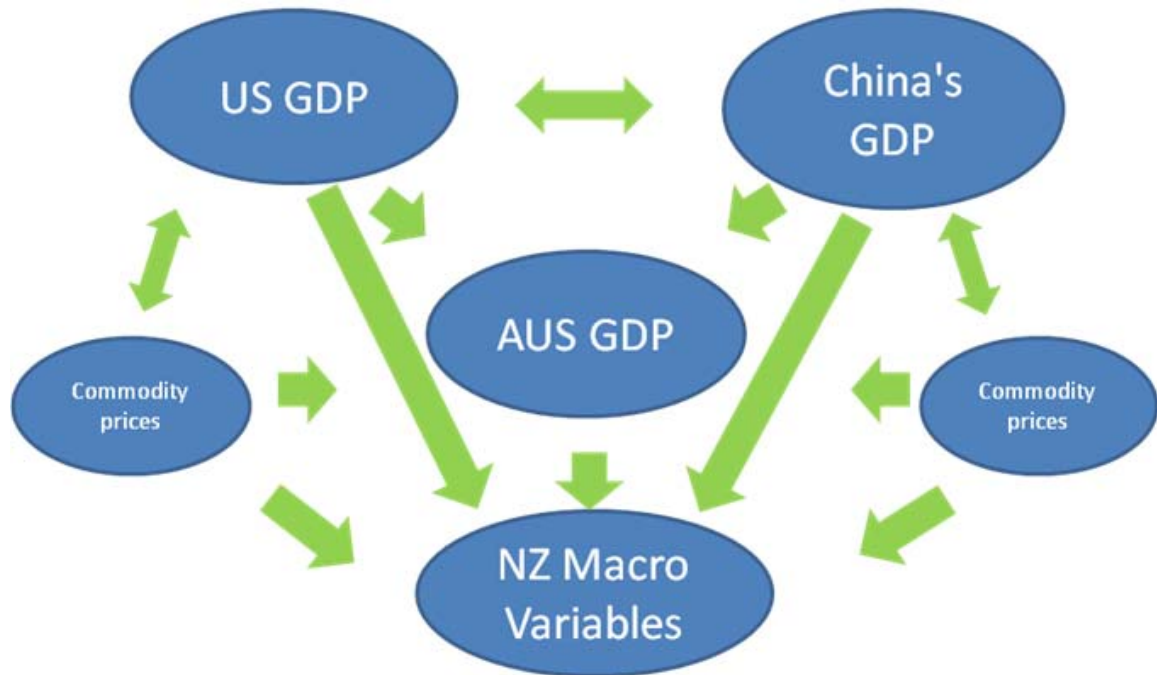 US GDP
China's
GDP
AUS GDP
Commodity
prices
Commodity
prices
NZ Macro
Variables